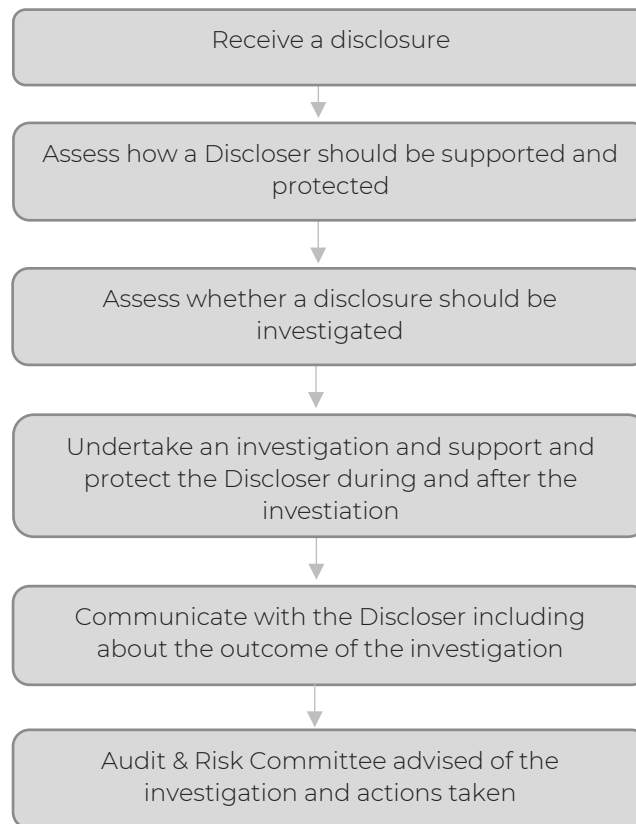 Receive a disclosure
Assess how a Discloser should be supported and
protected
Assess whether a disclosure should be
investigated
Undertake an investigation and support and
protect the Discloser during and after the
investiation
Communicate with the Discloser including
about the outcome of the investigation
Audit & Risk Committee advised of the
investigation and actions taken